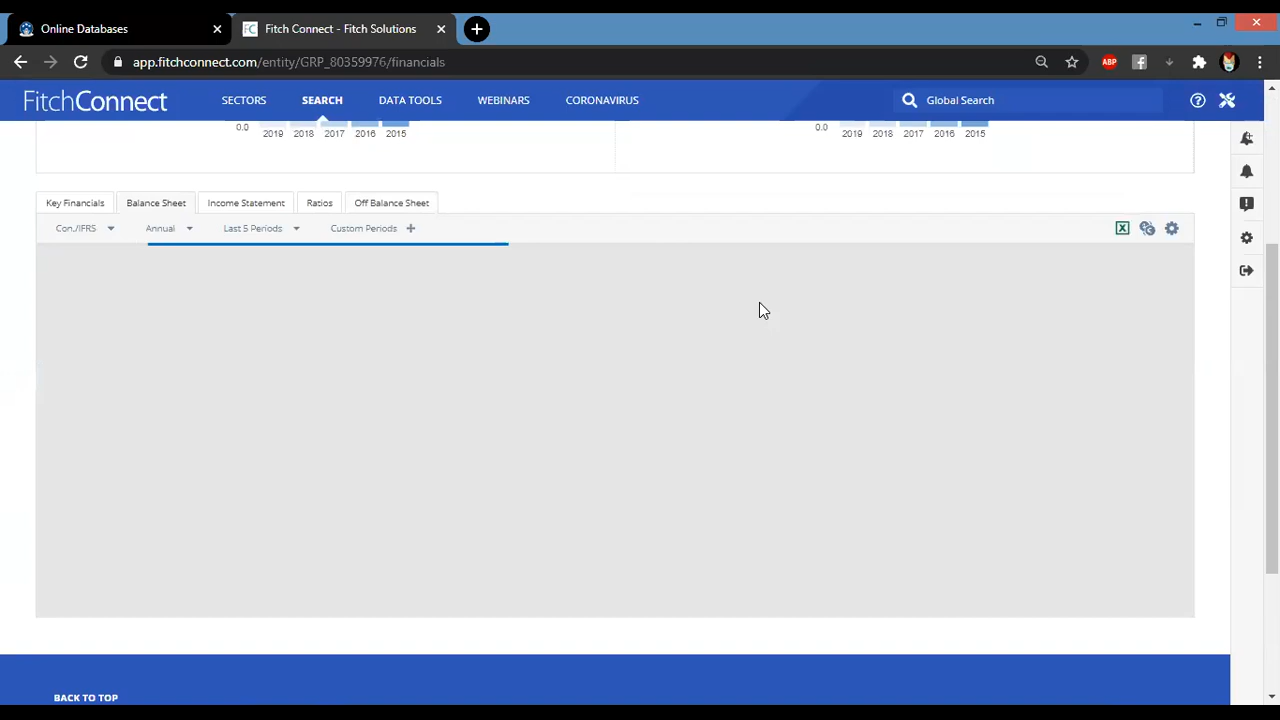 Online Databases
Fitch Connect - Fitch Solutions
app.fitchconnect.com/entity/GRP_80359976/financials
ABP
FitchConnect SECTORS SEARCH DATA TOOLS WEBINARS CORONAVIRUS Global Search
0.0 0.0
2019 2018 2017 2016 2015 2019 2018 2017 2016 2015
Key Financials Balance Sheet Income Statement Ratios Off Balance Sheet
Con./IFRS Annual Last 5 Periods Custom Periods
BACK TO TOP